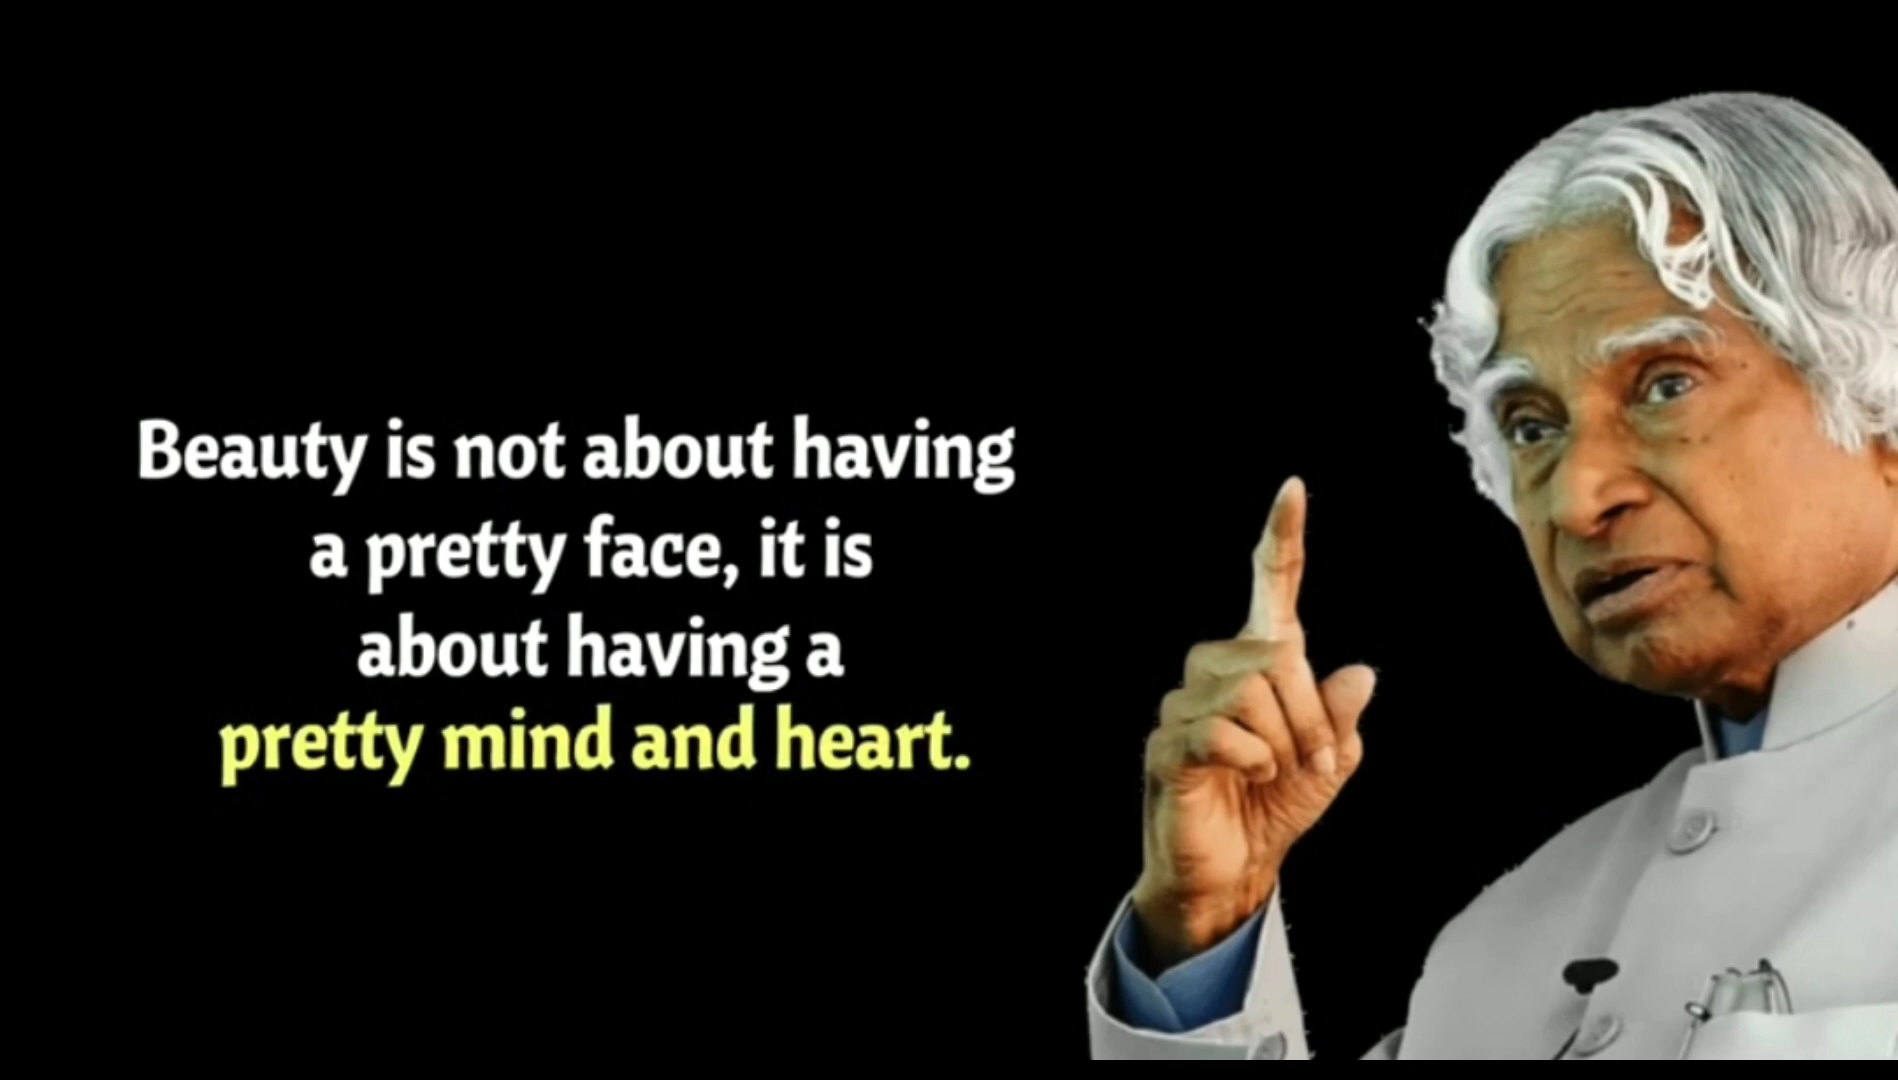 Beauty is not about having
a pretty face, it is
about having a
pretty mind and heart.